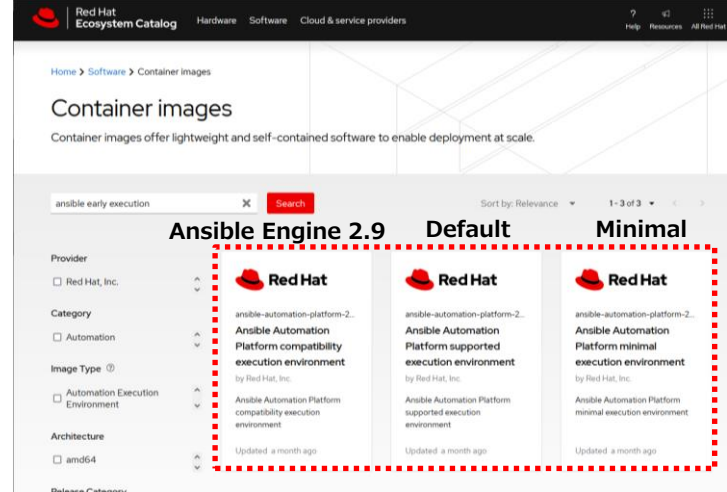 Red Hat
Ecosystem Catalog
Hardware Software Cloud & service providers
?
Help Resources All Red Hat
Home > Software > Container images
Container images
Container images offer lightweight and self-contained software to enable deployment at scale.
ansible early execution
Search
Sort by: Relevance
1-3 of 3
Ansible Engine 2.9 Default Minimal
Provider
Red Hat, Inc.
Category
Automation
Image Type
Automation Execution
Environment
Architecture
amd64
Release Category
Red Hat
ansible-automation-platform-2...
Ansible Automation
Platform compatibility
execution environment
by Red Hat, Inc.
Ansible Automation Platform
compatibility execution
environment
Updated a month ago
Red Hat
ansible-automation-platform-2...
Ansible Automation
Platform supported
execution environment
by Red Hat, Inc.
Ansible Automation Platform
supported execution
environment
Updated a month ago
Red Hat
ansible-automation-platform-2...
Ansible Automation
Platform minimal
execution environment
by Red Hat, Inc.
Ansible Automation Platform
minimal execution environment
Updated a month ago